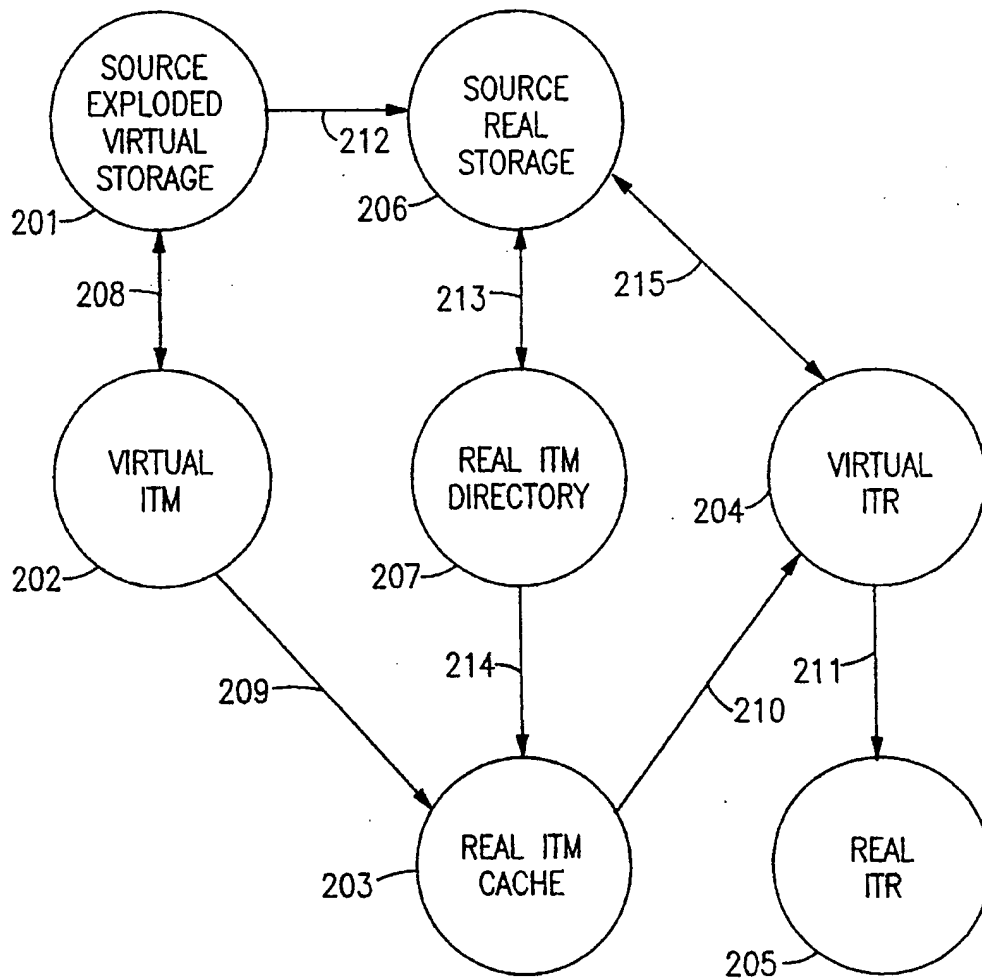 SOURCE
EXPLODED
VIRTUAL
STORAGE
201
212
SOURCE
REAL
STORAGE
206
208
213
215
VIRTUAL
ITM
202
REAL ITM
DIRECTORY
207
VIRTUAL
ITR
204
209
214
210
211
REAL ITM
CACHE
203
REAL
ITR
205